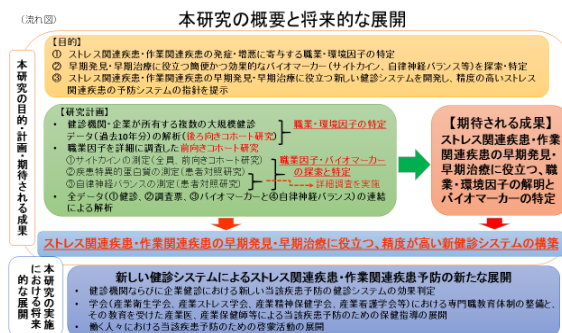 (流れ図)
本研究の概要と将来的な展開
本研究の目的・計画・期待される成果
【目的】
① ストレス関連疾患・作業関連疾患の発症・増悪に寄与する職業・環境因子の特定
② 早期発見・早期治療に役立つ簡便かつ効果的なバイオマーカー(サイトカイン、自律神経バランス等)を探索・特定
③ ストレス関連疾患・作業関連疾患の早期発見・早期治療に役立つ新しい健診システムを開発し、精度の高いストレス
関連疾患の予防システムの指針を提示
【研究計画】
• 健診機関・企業が所有する複数の大規模健診
データ(過去10年分)の解析(後ろ向きコホート研究)
職業・環境因子の特定
• 職業因子を詳細に調査した前向きコホート研究
①サイトカインの測定(全員、前向きコホート研究)
②疾患特異的蛋白質の測定(患者対照研究)
③自律神経バランスの測定(患者対照研究)
職業因子・バイオマーカー
の探索と特定
詳細調査を実施
• 全データ(①健診、②調査票、③バイオマーカーと④自律神経バランス)の連結
による解析
【期待される成果】
ストレス関連疾患・作業
関連疾患の早期発見・
早期治療に役立つ、職
業・環境因子の解明と
バイオマーカーの特定
ストレス関連疾患・作業関連疾患の早期発見・早期治療に役立つ、精度が高い新健診システムの構築
本研究の実施における将来的な展開
新しい健診システムによるストレス関連疾患・作業関連疾患予防の新たな展開
• 健診機関ならびに企業健診における新しい当該疾患予防の健診システムの効果判定
• 学会(産業衛生学会、産業ストレス学会、産業精神保健学会、産業看護学会等)における専門職教育体制の整備と、
その教育を受けた産業医、産業保健師等による当該疾患予防のための保健指導の展開
• 働く人々における当該疾患予防のための啓蒙活動の展開